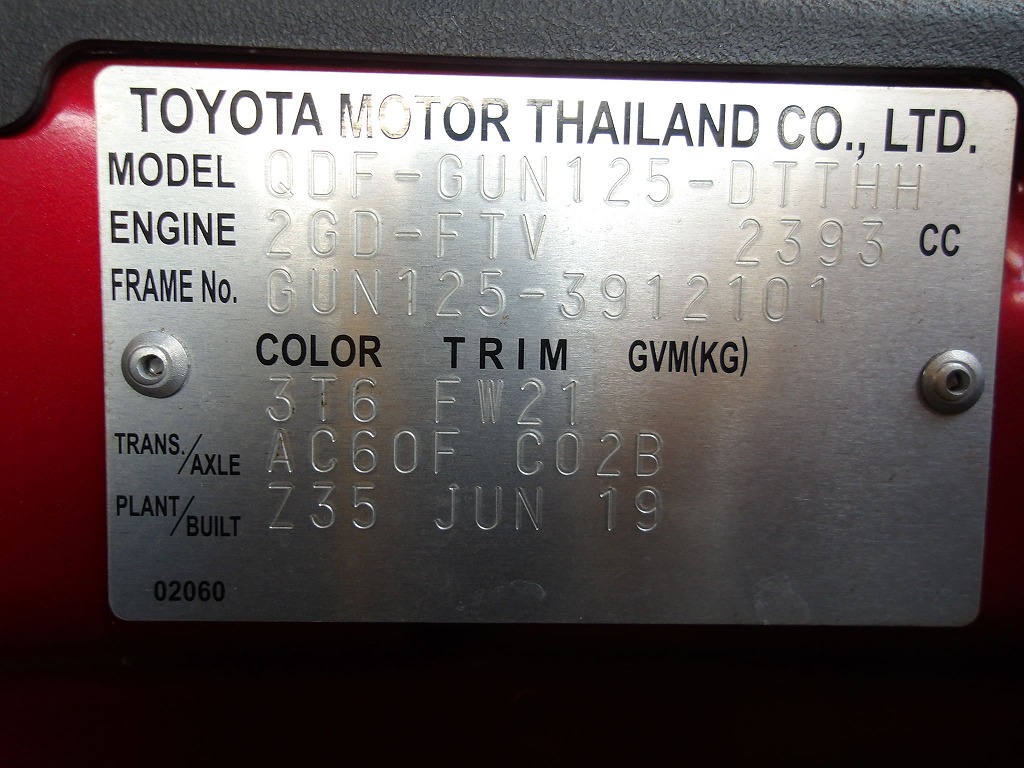 TOYOTA MOTOR THAILAND CO., LTD.
MODEL QDF-GUN125-DTTHH
ENGINE 2GD-FTV 2393 CC
FRAME No. GUN125-3912101
COLOR TRIM GVM(KG)
3T6 FW21
TRANS./AXLE AC60F C02B
PLANT/BUILT Z35 JUN 19
02060